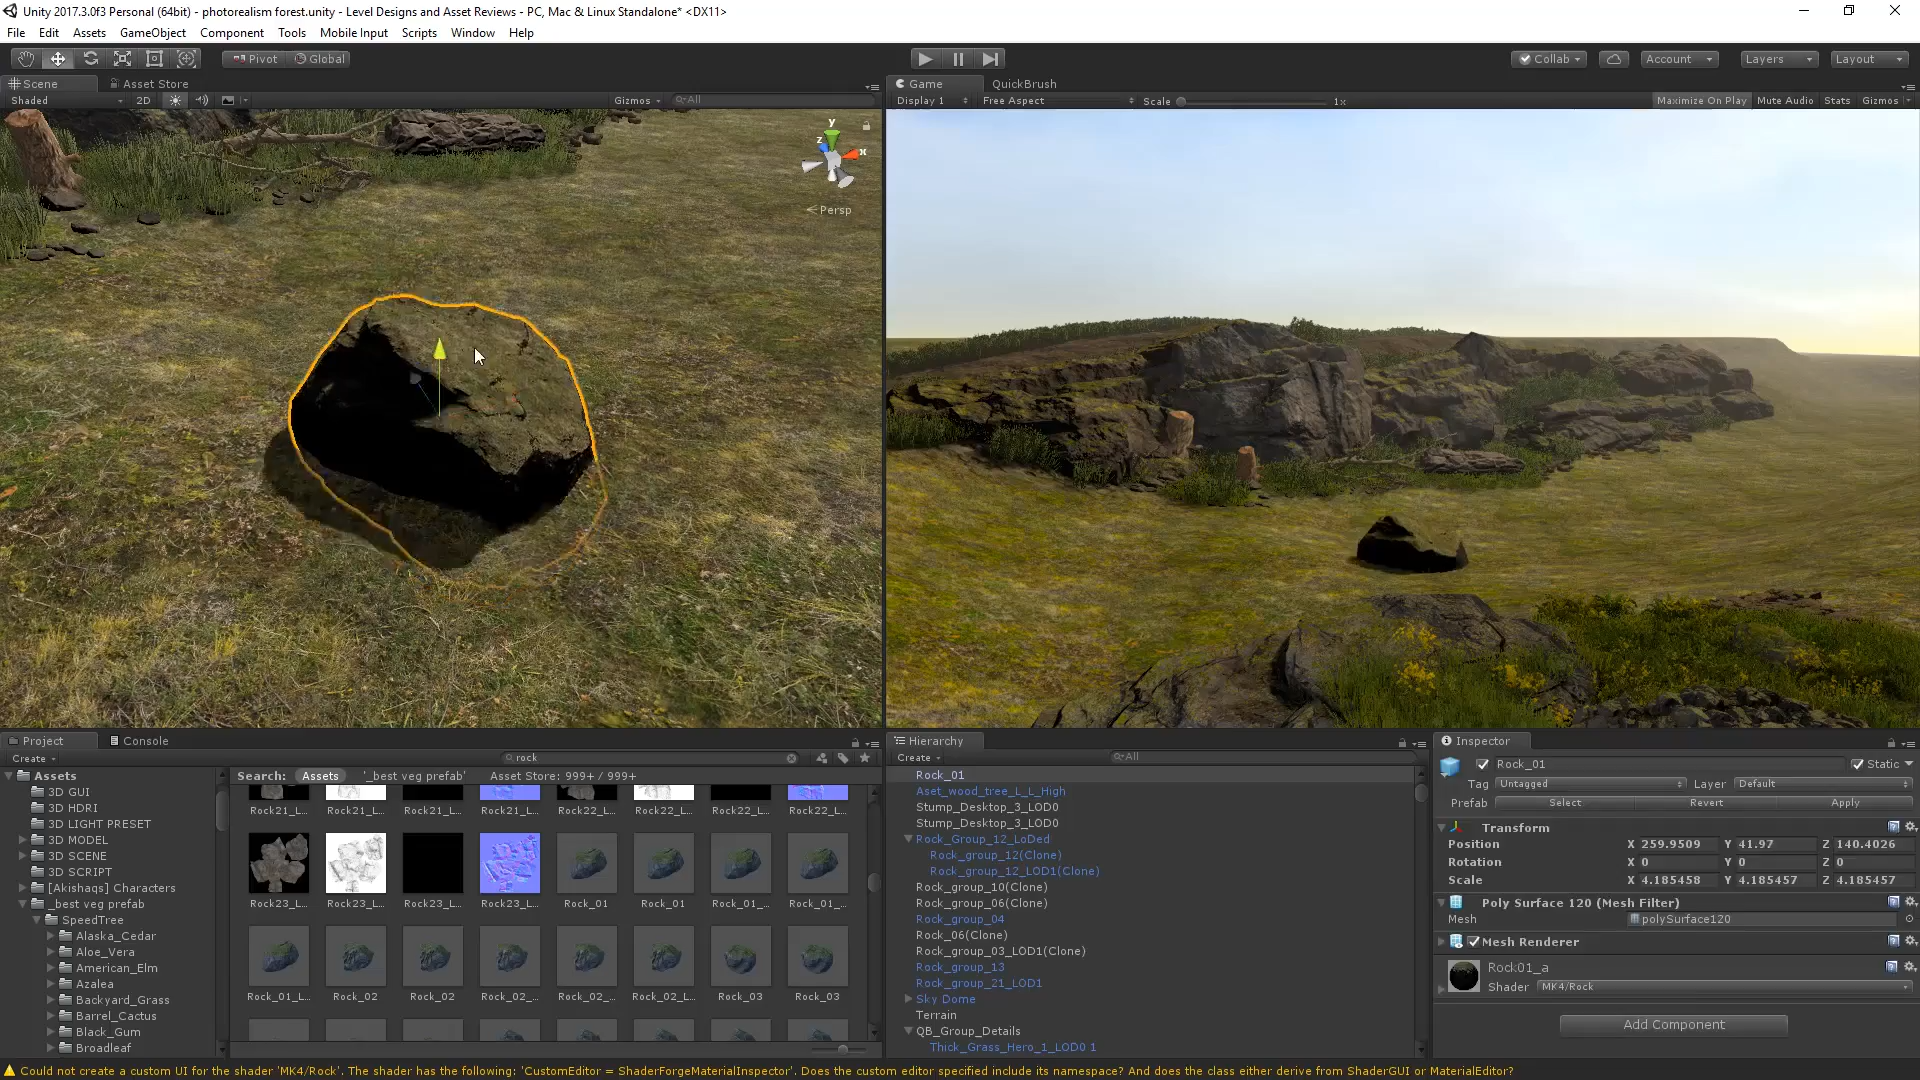 Unity 2017.3.0f3 Personal (64bit) - photorealism forest.unity - Level Designs and Asset Reviews - PC, Mac & Linux Standalone* <DX11>
File Edit Assets GameObject Component Tools Mobile Input Scripts Window Help
Pivot Global Collab Account Layers Layout
Scene Asset Store
Shaded 2D Gizmos All
Game QuickBrush
Display 1 Free Aspect Scale 1x Maximize On Play Mute Audio Stats Gizmos
y
z x
Persp
Project Console
Create rock
Assets
3D GUI
3D HDRI
3D LIGHT PRESET
3D MODEL
3D SCENE
3D SCRIPT
[Akishaqs] Characters
_best veg prefab
SpeedTree
Alaska_Cedar
Aloe_Vera
American_Elm
Azalea
Backyard_Grass
Barrel_Cactus
Black_Gum
Broadleaf
Search: Assets '_best veg prefab' Asset Store: 999+ / 999+
Rock21_L... Rock21_L... Rock21_L... Rock21_L... Rock22_L... Rock22_L... Rock22_L... Rock22_L...
Rock23_L... Rock23_L... Rock23_L... Rock23_L... Rock_01 Rock_01 Rock_01_... Rock_01_...
Rock_01_L... Rock_02 Rock_02 Rock_02_... Rock_02_... Rock_02_L... Rock_03 Rock_03
Hierarchy
Create All
Rock_01
Aset_wood_tree_L_L_High
Stump_Desktop_3_LOD0
Stump_Desktop_3_LOD0
Rock_Group_12_LoDed
Rock_group_12(Clone)
Rock_group_12_LOD1(Clone)
Rock_group_10(Clone)
Rock_group_06(Clone)
Rock_group_04
Rock_06(Clone)
Rock_group_03_LOD1(Clone)
Rock_group_13
Rock_group_21_LOD1
Sky Dome
Terrain
QB_Group_Details
Thick_Grass_Hero_1_LOD0 1
Inspector
Rock_01 Static
Tag Untagged Layer Default
Prefab Select Revert Apply
Transform
Position X 259.9509 Y 41.97 Z 140.4026
Rotation X 0 Y 0 Z 0
Scale X 4.185458 Y 4.185457 Z 4.185457
Poly Surface 120 (Mesh Filter)
Mesh polySurface120
Mesh Renderer
Rock01_a
Shader MK4/Rock
Add Component
Could not create a custom UI for the shader 'MK4/Rock'. The shader has the following: 'CustomEditor = ShaderForgeMaterialInspector'. Does the custom editor specified include its namespace? And does the class either derive from ShaderGUI or MaterialEditor?